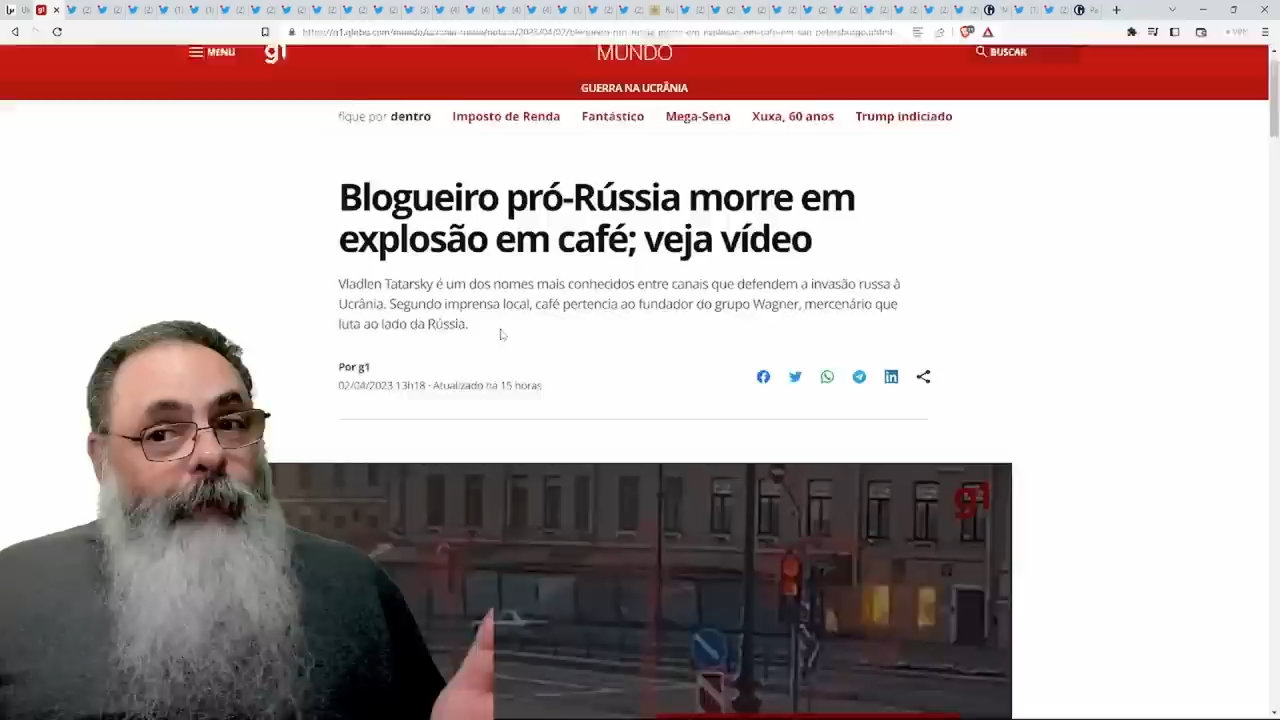 MENU
g1
MUNDO
BUSCAR
GUERRA NA UCRÂNIA
fique por dentro
Imposto de Renda
Fantástico
Mega-Sena
Xuxa, 60 anos
Trump indiciado
Blogueiro pró-Rússia morre em
explosão em café; veja vídeo
Vladlen Tatarsky é um dos nomes mais conhecidos entre canais que defendem a invasão russa à
Ucrânia. Segundo imprensa local, café pertencia ao fundador do grupo Wagner, mercenário que
luta ao lado da Rússia.
Por g1
02/04/2023 13h18 · Atualizado há 15 horas
g1